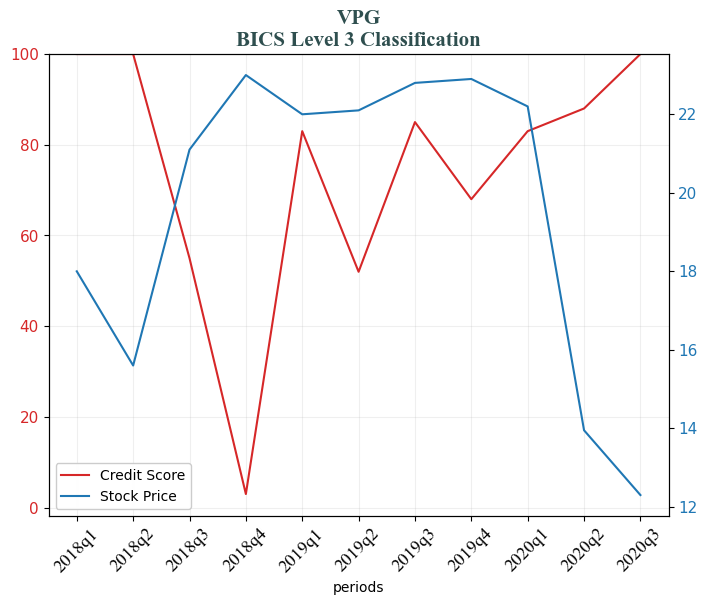 VPG
BICS Level 3 Classification
100
80
60
40
20
0
22
20
18
16
14
12
Credit Score
Stock Price
2018q1
2018q2
2018q3
2018q4
2019q1
2019q2
2019q3
2019q4
2020q1
2020q2
2020q3
periods